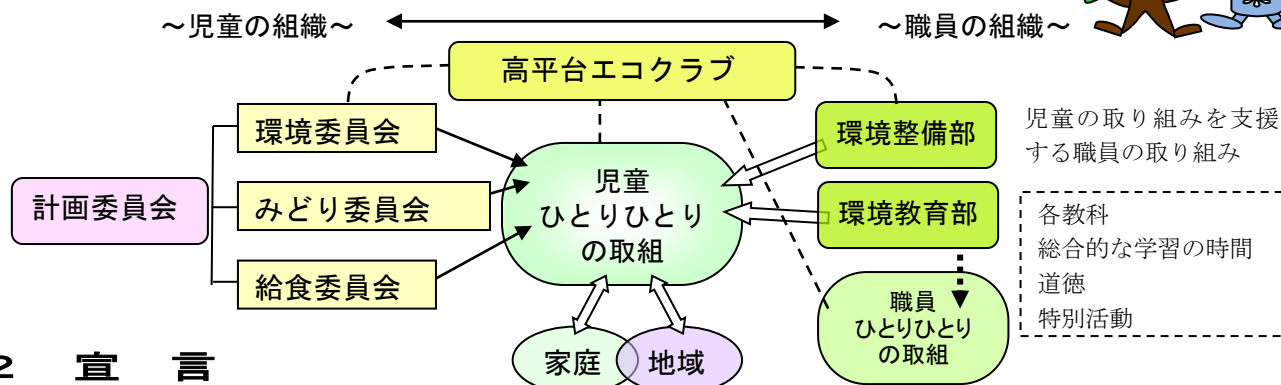 ～児童の組織～
～職員の組織～
高平台エコクラブ
環境委員会
みどり委員会
給食委員会
計画委員会
児童
ひとりひとり
の取組
環境整備部
環境教育部
児童の取り組みを支援
する職員の取り組み
各教科
総合的な学習の時間
道徳
特別活動
職員
ひとりひとり
の取組
家庭
地域
2 宣 言